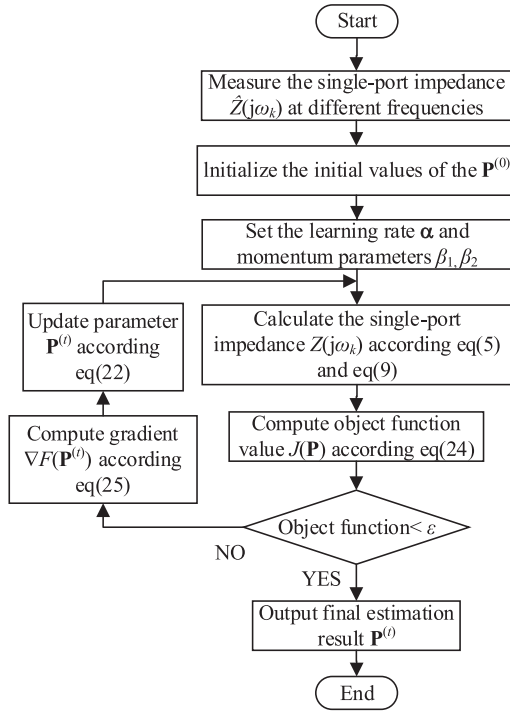 Start
Measure the single-port impedance
Ẑ(jωₖ) at different frequencies
Initialize the initial values of the P⁽⁰⁾
Set the learning rate α and
momentum parameters β₁, β₂
Calculate the single-port
impedance Z(jωₖ) according eq(5)
and eq(9)
Update parameter
P⁽ᵗ⁾ according
eq(22)
Compute gradient
∇F(P⁽ᵗ⁾) according
eq(25)
Compute object function
value J(P) according eq(24)
Object function< ε
NO
YES
Output final estimation
result P⁽ᵗ⁾
End